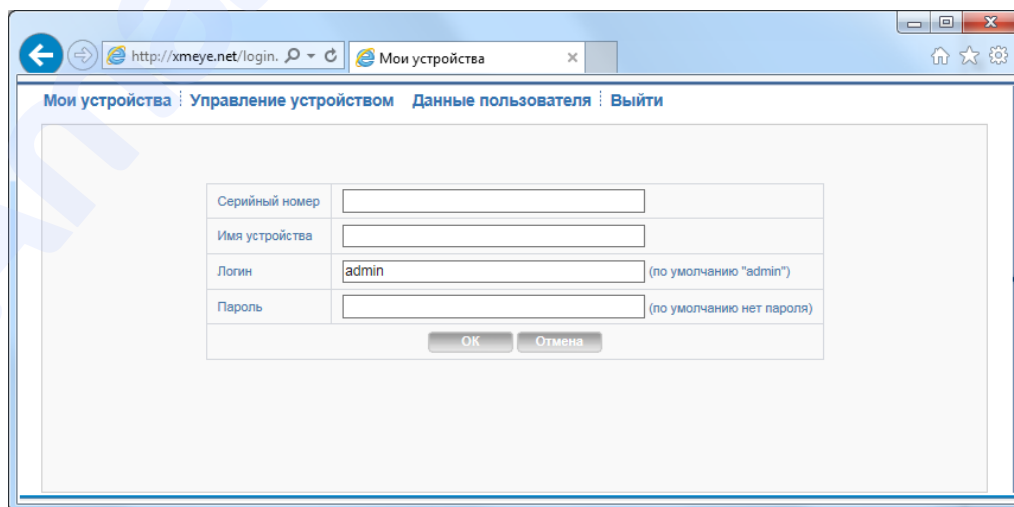 http://xmeye.net/login.
Мои устройства
Мои устройства Управление устройством Данные пользователя Выйти
Серийный номер
Имя устройства
Логин admin (по умолчанию "admin")
Пароль (по умолчанию нет пароля)
ОК Отмена